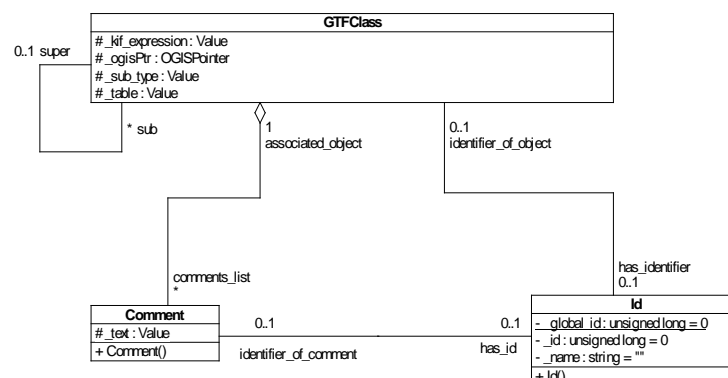 GTFClass
# _kif_expression : Value
# _ogisPtr : OGISPointer
# _sub_type : Value
# _table : Value
0..1 super
* sub
1
associated_object
0..1
identifier_of_object
comments_list
*
has_identifier
0..1
Comment
# _text : Value
+ Comment()
0..1
identifier_of_comment
0..1
has_id
Id
- _global_id : unsigned long = 0
- _id : unsigned long = 0
- _name : string = ""
+ Id()